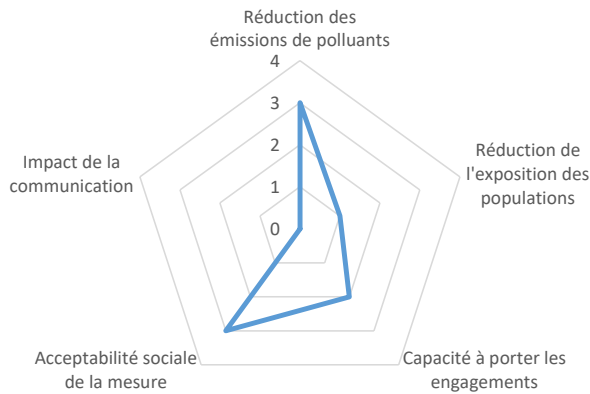 Réduction des
émissions de polluants
4
3
2
1
0
Réduction de
l'exposition des
populations
Capacité à porter les
engagements
Acceptabilité sociale
de la mesure
Impact de la
communication